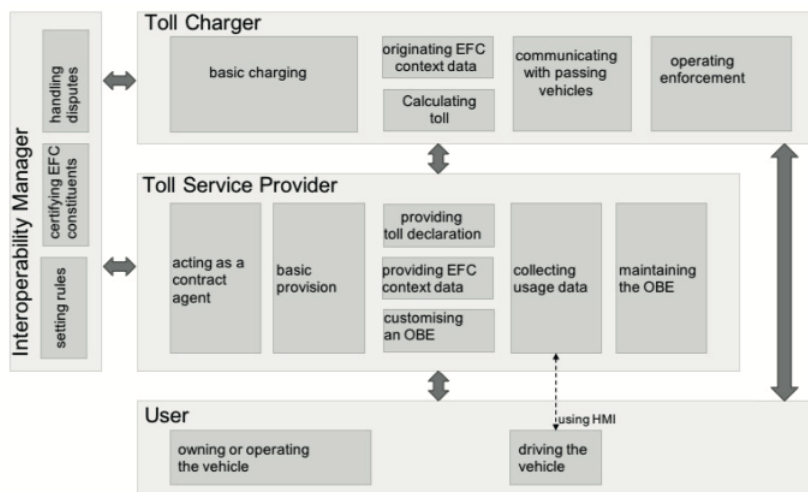 Toll Charger
basic charging
originating EFC
context data
Calculating
toll
communicating
with passing
vehicles
operating
enforcement
Interoperability Manager
handling
disputes
certifying EFC
constituents
setting rules
Toll Service Provider
acting as a
contract
agent
basic
provision
providing
toll declaration
providing EFC
context data
customising
an OBE
collecting
usage data
maintaining
the OBE
using HMI
User
owning or operating
the vehicle
driving the
vehicle